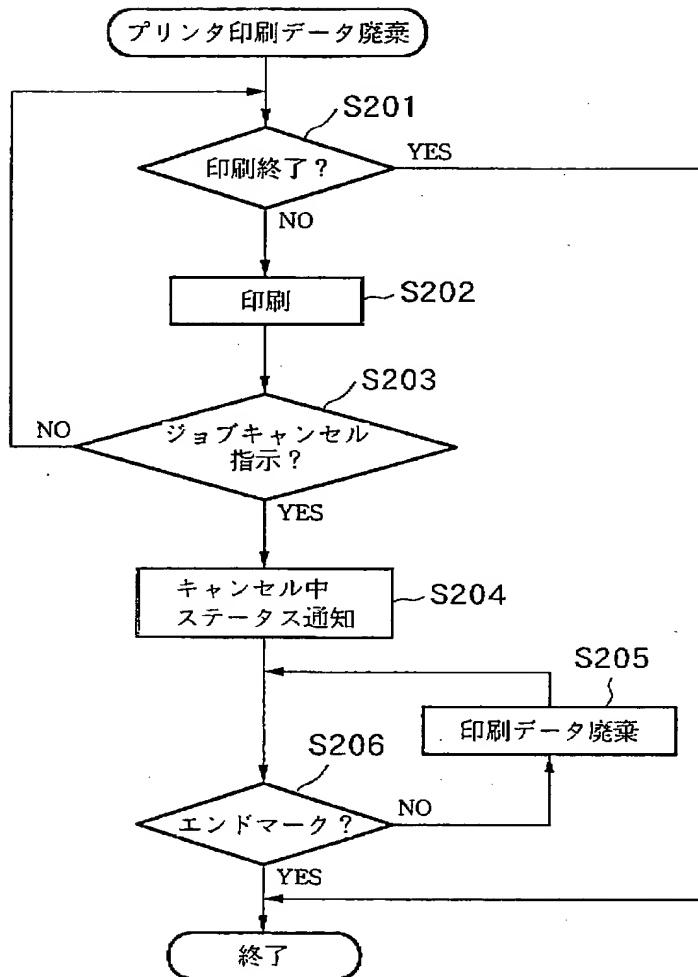 プリンタ印刷データ廃棄
S201
印刷終了？
YES
NO
印刷
S202
S203
NO
ジョブキャンセル
指示？
YES
キャンセル中
ステータス通知
S204
S205
印刷データ廃棄
S206
エンドマーク？
NO
YES
終了